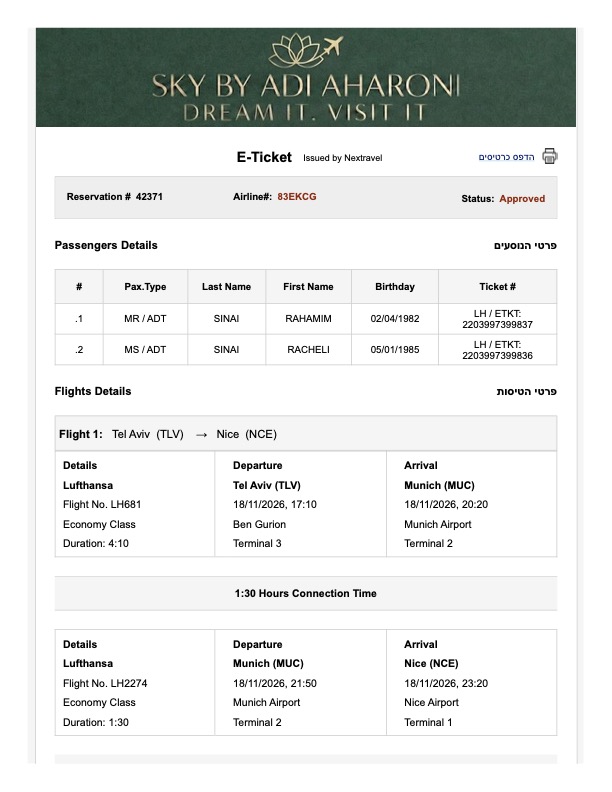 SKY BY ADI AHARONI
DREAM IT. VISIT IT
E-Ticket Issued by Nextravel הדפס כרטיסים
Reservation # 42371 Airline#: 83EKCG Status: Approved
Passengers Details פרטי הנוסעים
# Pax.Type Last Name First Name Birthday Ticket #
.1 MR / ADT SINAI RAHAMIM 02/04/1982 LH / ETKT: 2203997399837
.2 MS / ADT SINAI RACHELI 05/01/1985 LH / ETKT: 2203997399836
Flights Details פרטי הטיסות
Flight 1: Tel Aviv (TLV) → Nice (NCE)
Details Departure Arrival
Lufthansa Tel Aviv (TLV) Munich (MUC)
Flight No. LH681 18/11/2026, 17:10 18/11/2026, 20:20
Economy Class Ben Gurion Munich Airport
Duration: 4:10 Terminal 3 Terminal 2
1:30 Hours Connection Time
Details Departure Arrival
Lufthansa Munich (MUC) Nice (NCE)
Flight No. LH2274 18/11/2026, 21:50 18/11/2026, 23:20
Economy Class Munich Airport Nice Airport
Duration: 1:30 Terminal 2 Terminal 1